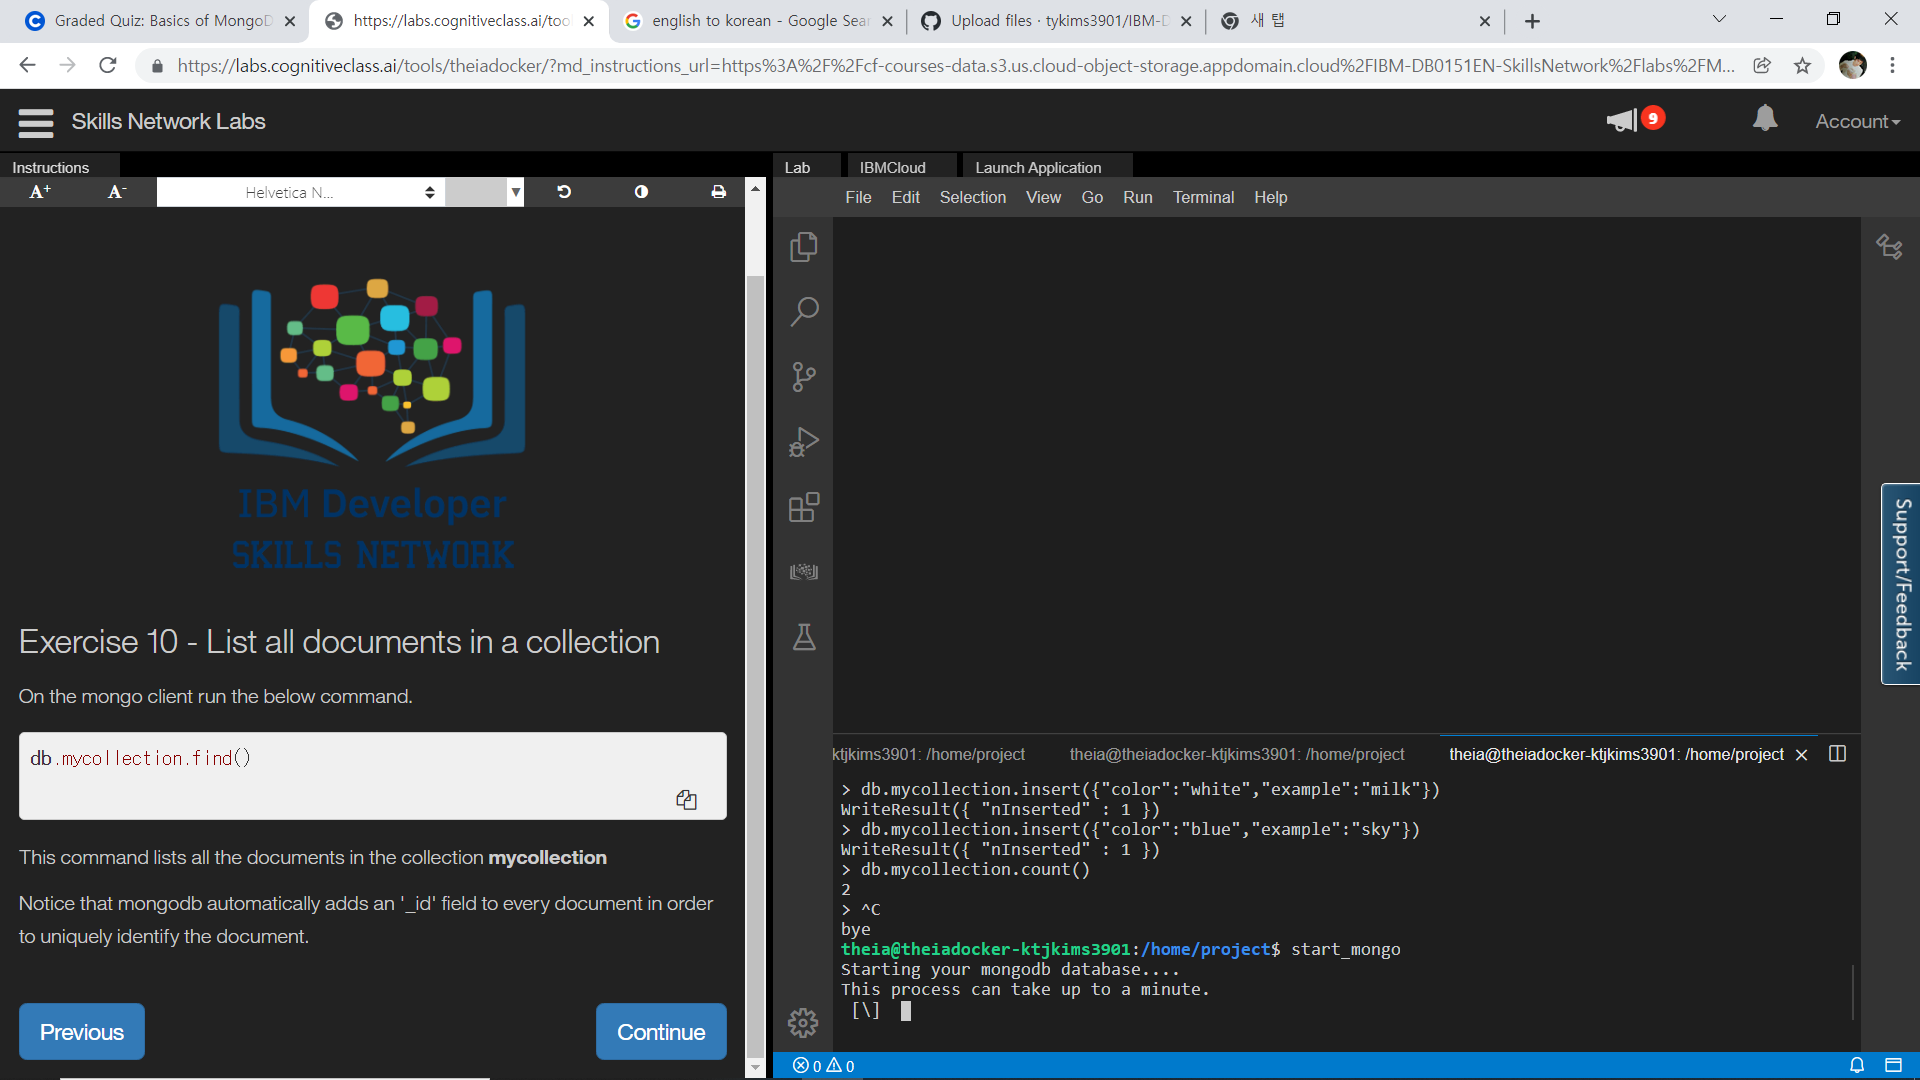 Graded Quiz: Basics of MongoD
https://labs.cognitiveclass.ai/too
english to korean - Google Sear
Upload files · tykims3901/IBM-D
새 탭
https://labs.cognitiveclass.ai/tools/theiadocker/?md_instructions_url=https%3A%2F%2Fcf-courses-data.s3.us.cloud-object-storage.appdomain.cloud%2FIBM-DB0151EN-SkillsNetwork%2Flabs%2FM...
Skills Network Labs
9
Account
Instructions
A+ A- Helvetica N...
IBM Developer
SKILLS NETWORK
Exercise 10 - List all documents in a collection
On the mongo client run the below command.
db.mycollection.find()
This command lists all the documents in the collection mycollection
Notice that mongodb automatically adds an '_id' field to every document in order
to uniquely identify the document.
Previous
Continue
Lab
IBMCloud
Launch Application
File Edit Selection View Go Run Terminal Help
ktjkims3901: /home/project
theia@theiadocker-ktjkims3901: /home/project
theia@theiadocker-ktjkims3901: /home/project
> db.mycollection.insert({"color":"white","example":"milk"})
WriteResult({ "nInserted" : 1 })
> db.mycollection.insert({"color":"blue","example":"sky"})
WriteResult({ "nInserted" : 1 })
> db.mycollection.count()
2
> ^C
bye
theia@theiadocker-ktjkims3901:/home/project$ start_mongo
Starting your mongodb database....
This process can take up to a minute.
[\]
0 0
Support/Feedback